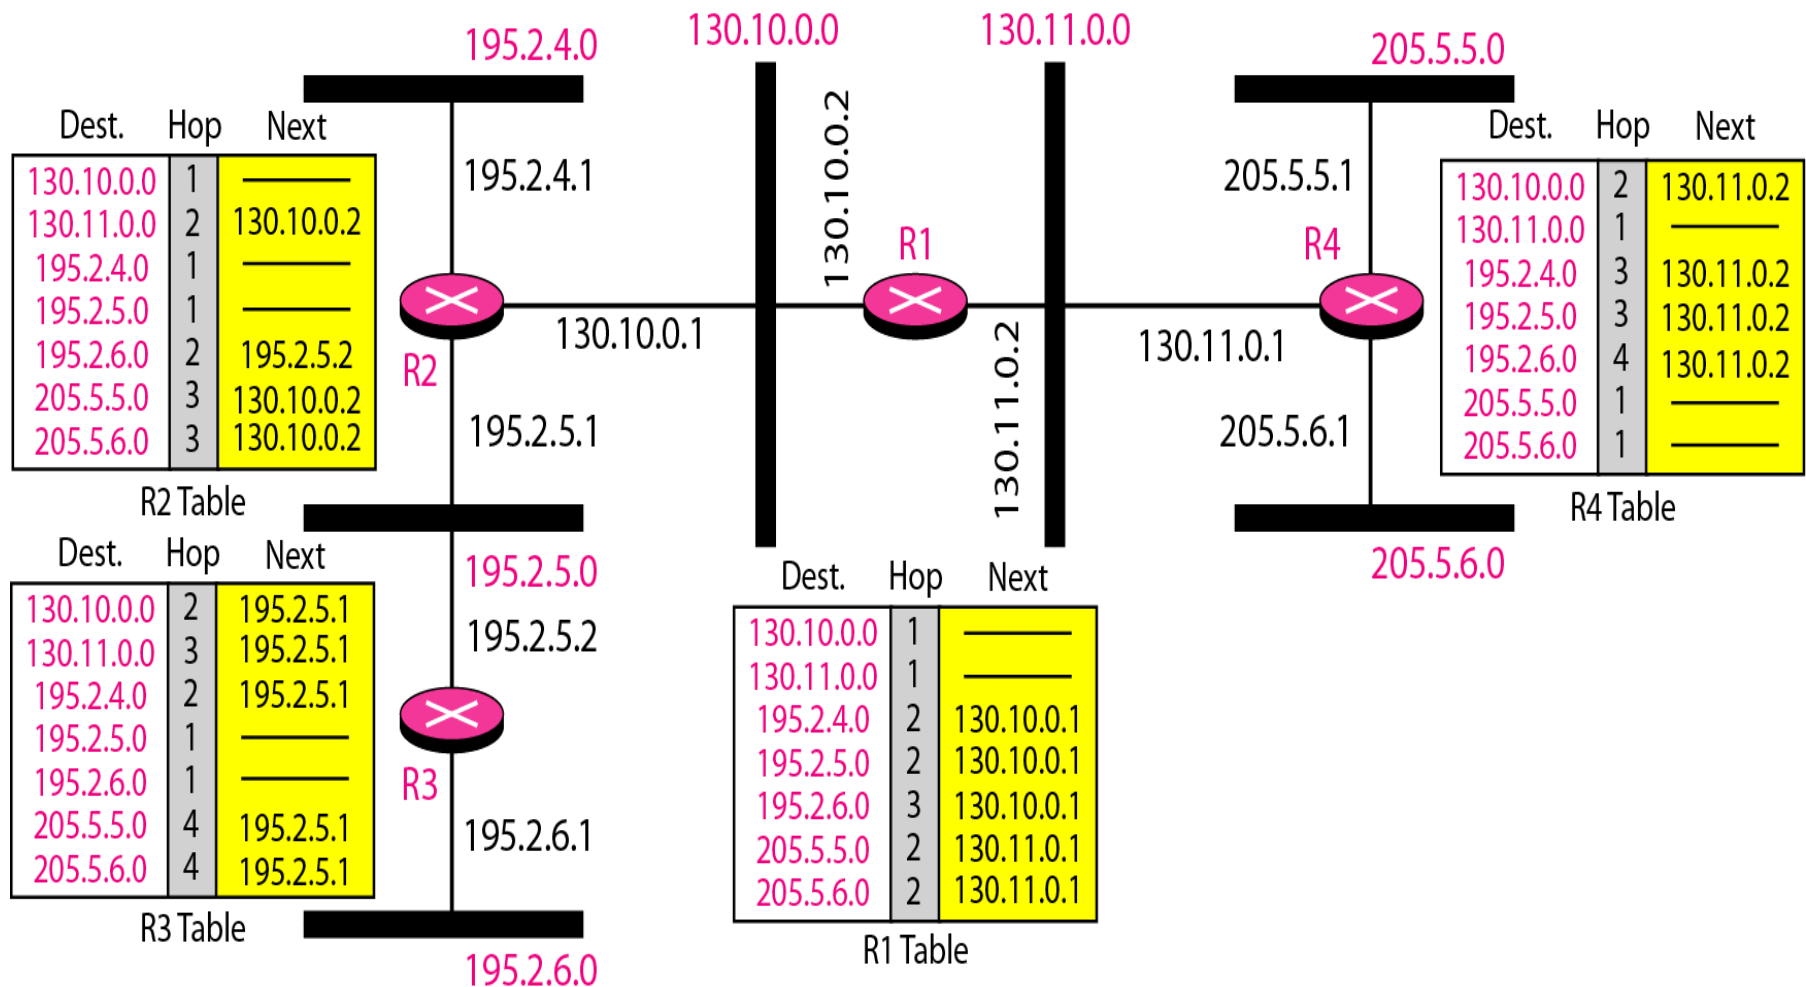 195.2.4.0
130.10.0.0
130.11.0.0
205.5.5.0
Dest. Hop Next
130.10.0.0 1
130.11.0.0 2 130.10.0.2
195.2.4.0 1
195.2.5.0 1
195.2.6.0 2 195.2.5.2
205.5.5.0 3 130.10.0.2
205.5.6.0 3 130.10.0.2
R2 Table
195.2.4.1
R2
130.10.0.1
195.2.5.1
130.10.0.2
R1
130.11.0.2
130.11.0.1
205.5.5.1
R4
205.5.6.1
Dest. Hop Next
130.10.0.0 2 130.11.0.2
130.11.0.0 1
195.2.4.0 3 130.11.0.2
195.2.5.0 3 130.11.0.2
195.2.6.0 4 130.11.0.2
205.5.5.0 1
205.5.6.0 1
R4 Table
205.5.6.0
Dest. Hop Next
130.10.0.0 2 195.2.5.1
130.11.0.0 3 195.2.5.1
195.2.4.0 2 195.2.5.1
195.2.5.0 1
195.2.6.0 1
205.5.5.0 4 195.2.5.1
205.5.6.0 4 195.2.5.1
R3 Table
195.2.5.0
195.2.5.2
R3
195.2.6.1
195.2.6.0
Dest. Hop Next
130.10.0.0 1
130.11.0.0 1
195.2.4.0 2 130.10.0.1
195.2.5.0 2 130.10.0.1
195.2.6.0 3 130.10.0.1
205.5.5.0 2 130.11.0.1
205.5.6.0 2 130.11.0.1
R1 Table